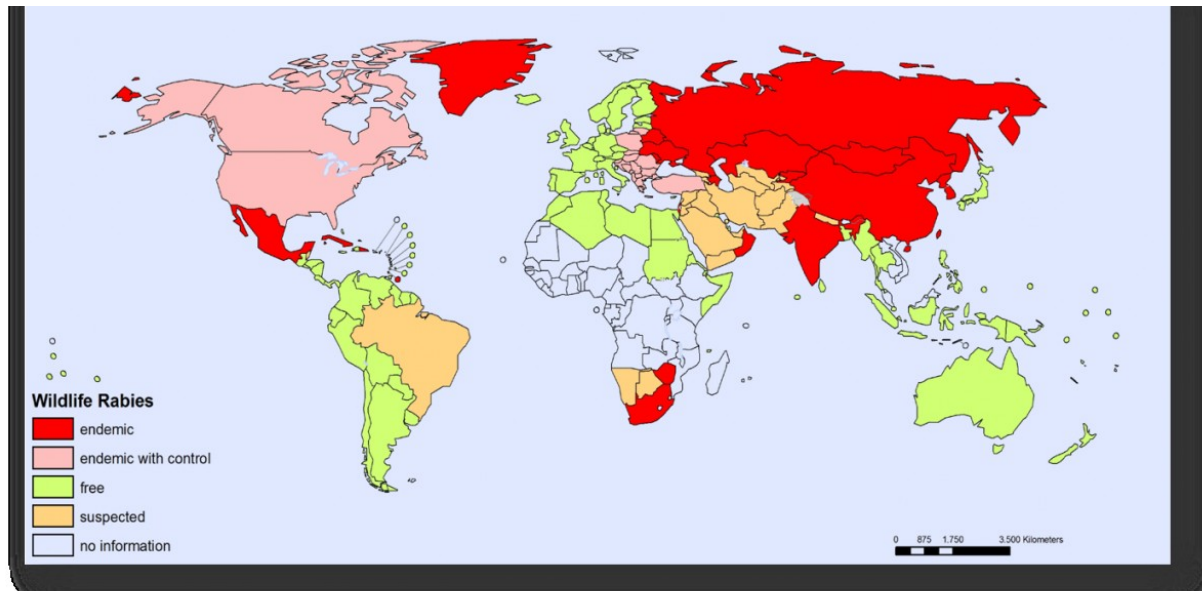 Wildlife Rabies
endemic
endemic with control
free
suspected
no information
0 875 1.750 3.500 Kilometers